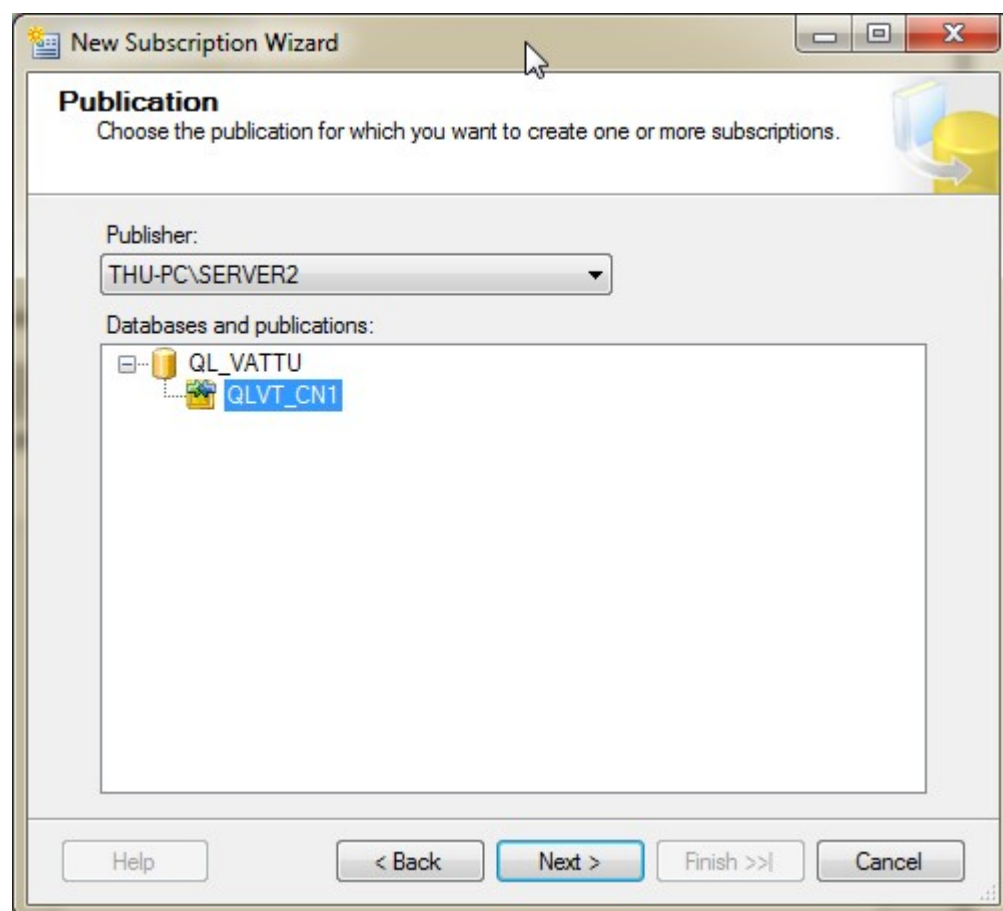 New Subscription Wizard
Publication
Choose the publication for which you want to create one or more subscriptions.
Publisher:
THU-PC\SERVER2
Databases and publications:
QL_VATTU
QLVT_CN1
Help
< Back
Next >
Finish >>|
Cancel